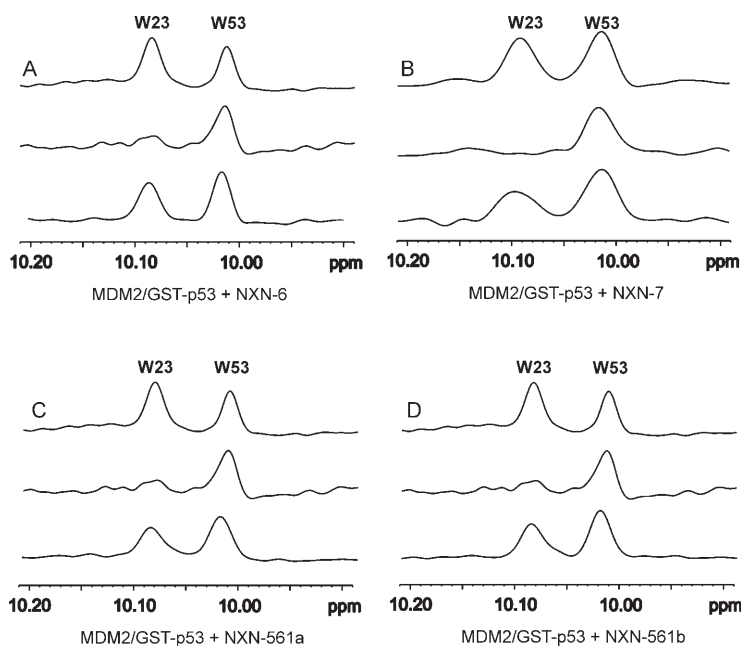 W23 W53
A
10.20 10.10 10.00 ppm
MDM2/GST-p53 + NXN-6
W23 W53
B
10.20 10.10 10.00 ppm
MDM2/GST-p53 + NXN-7
W23 W53
C
10.20 10.10 10.00 ppm
MDM2/GST-p53 + NXN-561a
W23 W53
D
10.20 10.10 10.00 ppm
MDM2/GST-p53 + NXN-561b